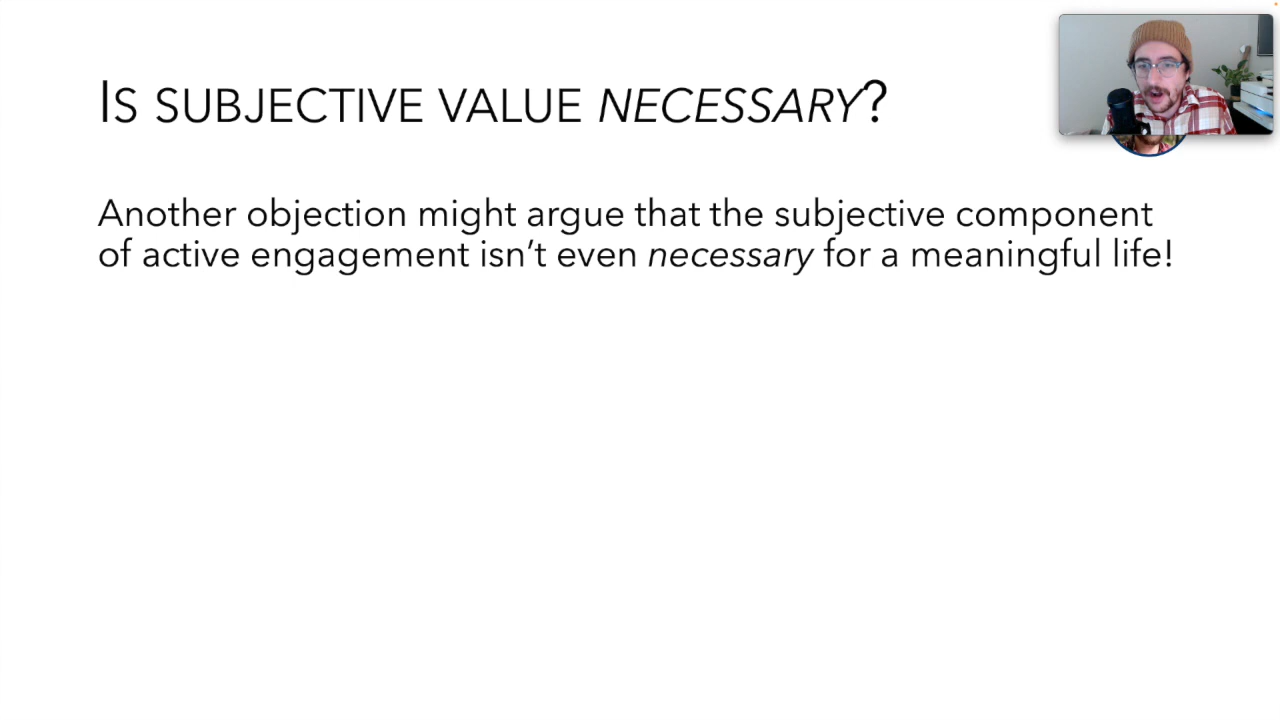 IS SUBJECTIVE VALUE NECESSARY?
Another objection might argue that the subjective component
of active engagement isn’t even necessary for a meaningful life!